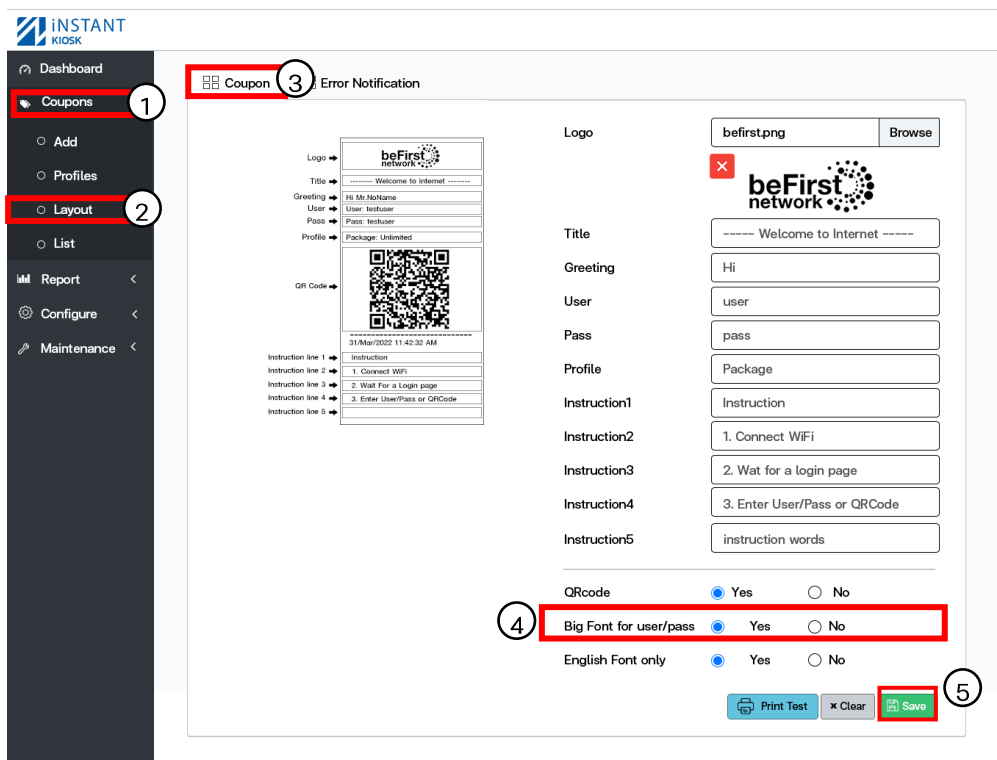 iNSTANT
KIOSK
Dashboard
Coupons
1
Add
Profiles
Layout
2
List
Report
Configure
Maintenance
Coupon
3
Error Notification
Logo
beFirst
network
Title
-------- Welcome to Internet --------
Greeting
Hi Mr.NoName
User
User: testuser
Pass
Pass: testuser
Profile
Package: Unlimited
QR Code
31/Mar/2022 11:42:32 AM
Instruction line 1
Instruction
Instruction line 2
1. Connect WiFi
Instruction line 3
2. Wait For a Login page
Instruction line 4
3. Enter User/Pass or QRCode
Instruction line 5
Logo
befirst.png
Browse
beFirst
network
Title
----- Welcome to Internet -----
Greeting
Hi
User
user
Pass
pass
Profile
Package
Instruction1
Instruction
Instruction2
1. Connect WiFi
Instruction3
2. Wat for a login page
Instruction4
3. Enter User/Pass or QRCode
Instruction5
instruction words
QRcode
Yes
No
4
Big Font for user/pass
Yes
No
English Font only
Yes
No
Print Test
× Clear
Save
5